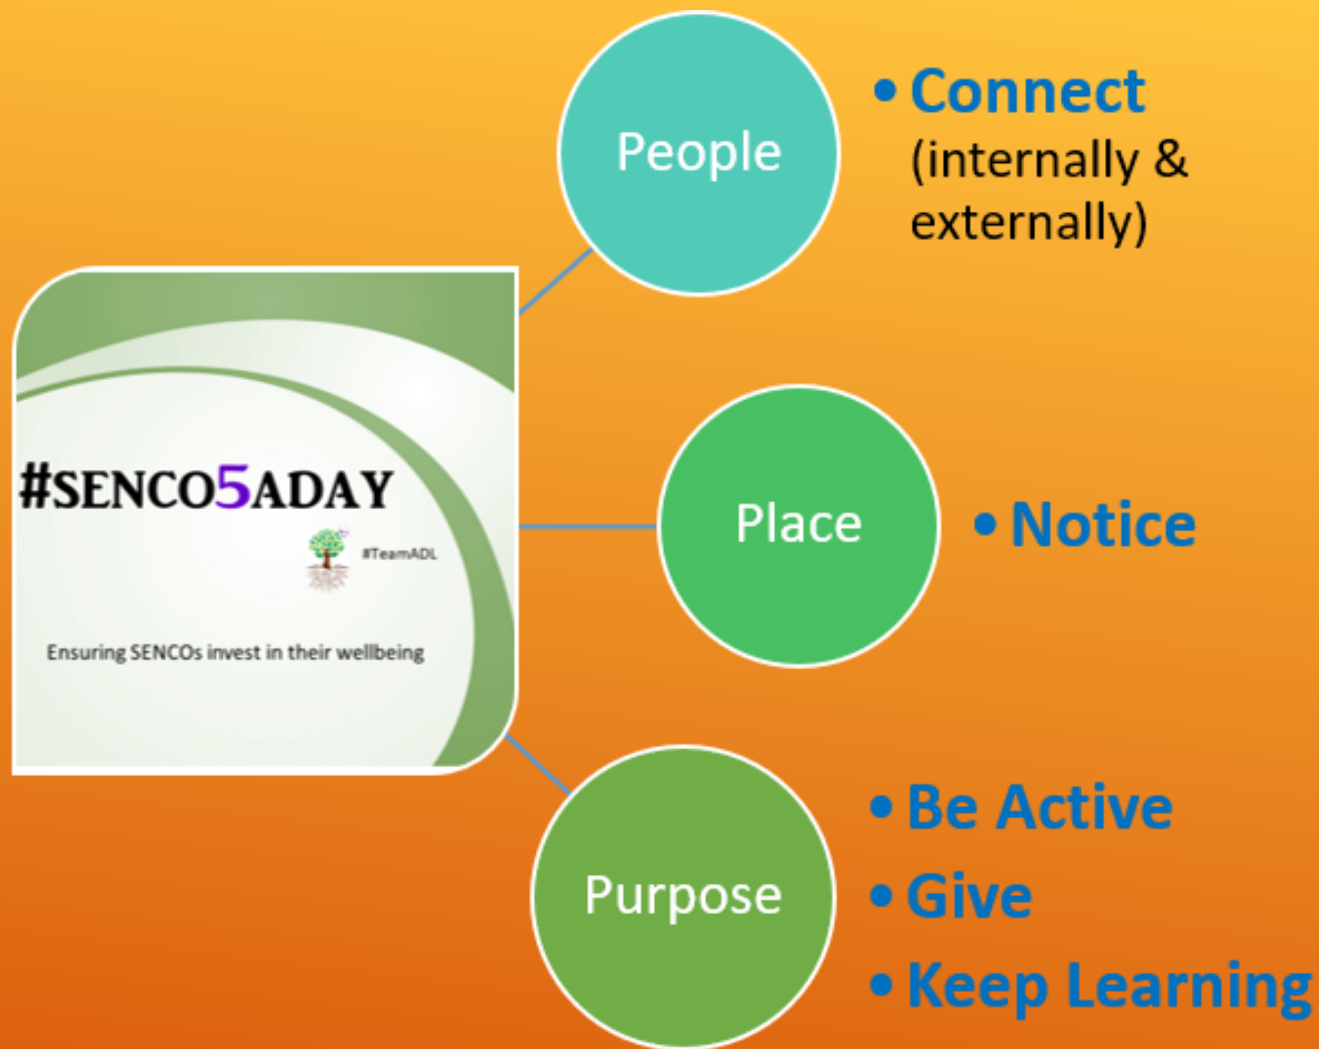 People
• Connect
(internally &
externally)
#SENCO5ADAY
#TeamADL
Ensuring SENCOs invest in their wellbeing
Place
• Notice
Purpose
• Be Active
• Give
• Keep Learning